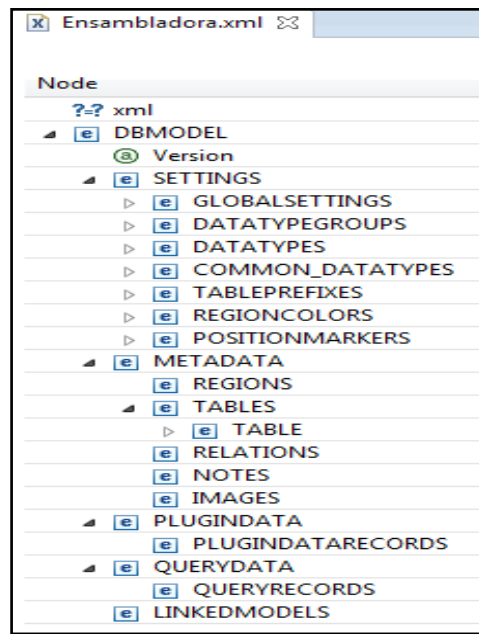 Ensambladora.xml
Node
?=? xml
e DBMODEL
a Version
e SETTINGS
e GLOBALSETTINGS
e DATATYPEGROUPS
e DATATYPES
e COMMON_DATATYPES
e TABLEPREFIXES
e REGIONCOLORS
e POSITIONMARKERS
e METADATA
e REGIONS
e TABLES
e TABLE
e RELATIONS
e NOTES
e IMAGES
e PLUGINDATA
e PLUGINDATARECORDS
e QUERYDATA
e QUERYRECORDS
e LINKEDMODELS